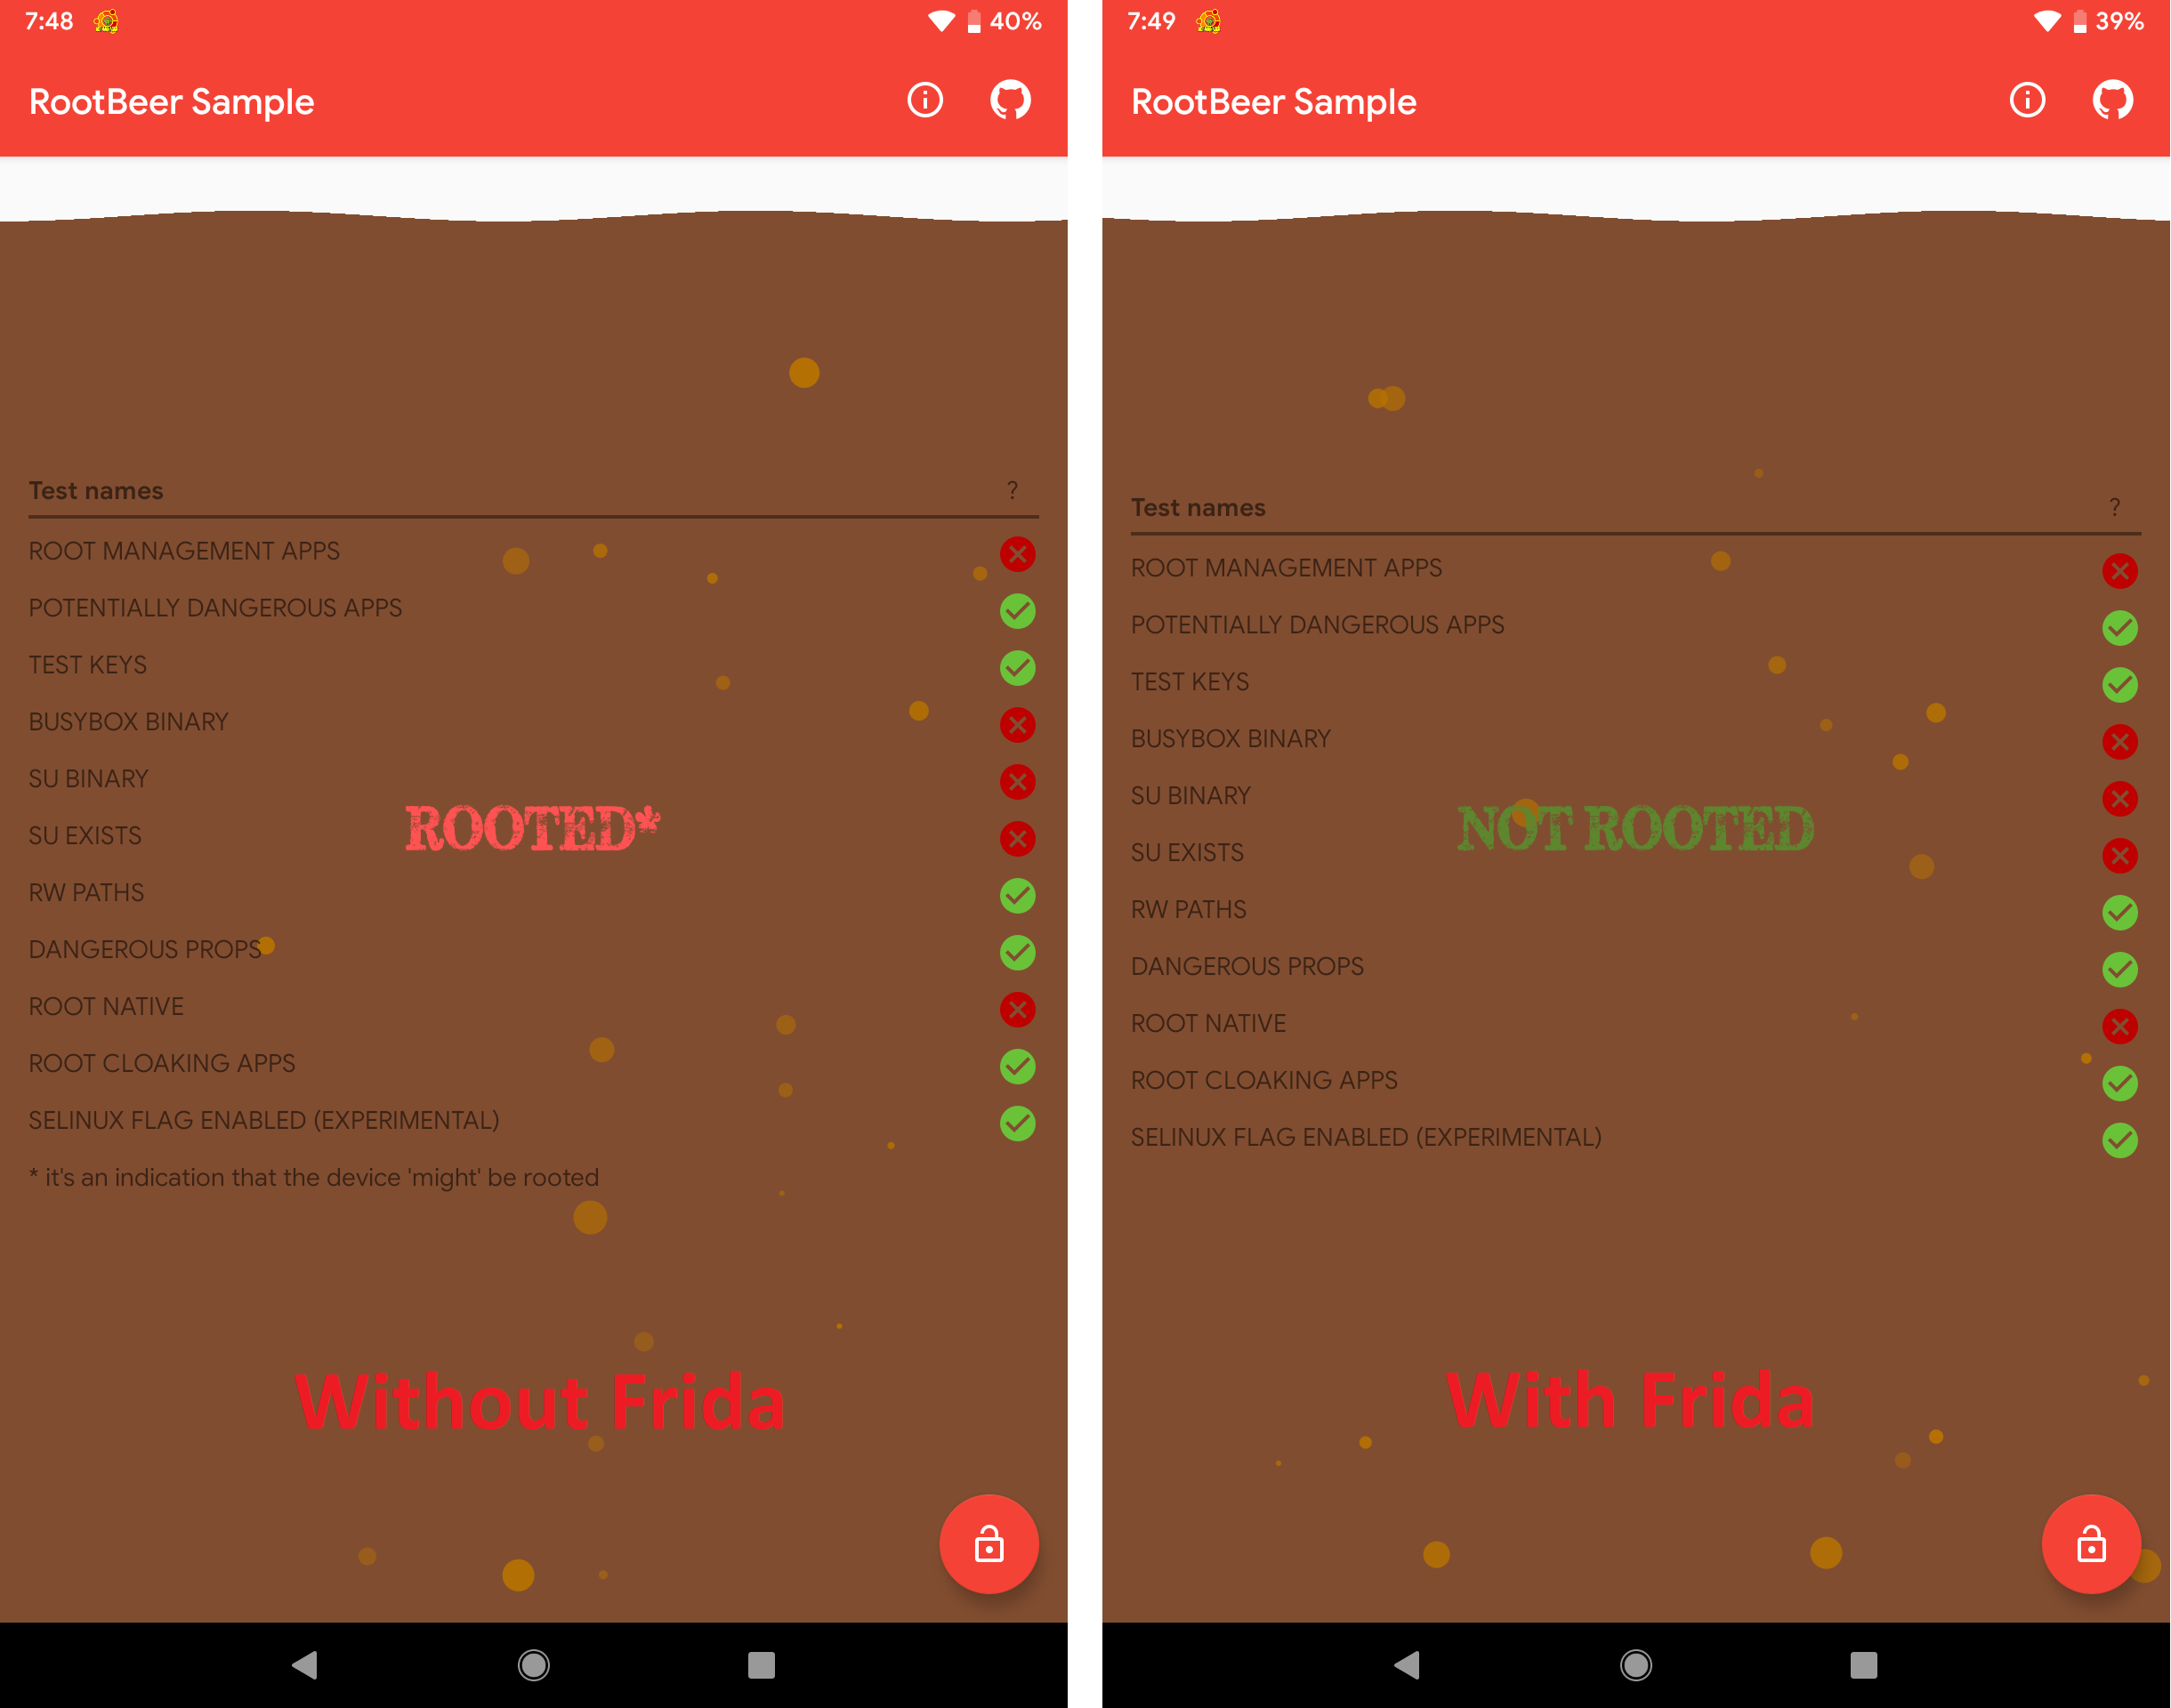 7:48 40%
RootBeer Sample
Test names ?
ROOT MANAGEMENT APPS
POTENTIALLY DANGEROUS APPS
TEST KEYS
BUSYBOX BINARY
SU BINARY
ROOTED*
SU EXISTS
RW PATHS
DANGEROUS PROPS
ROOT NATIVE
ROOT CLOAKING APPS
SELINUX FLAG ENABLED (EXPERIMENTAL)
* it's an indication that the device 'might' be rooted
Without Frida
7:49 39%
RootBeer Sample
Test names ?
ROOT MANAGEMENT APPS
POTENTIALLY DANGEROUS APPS
TEST KEYS
BUSYBOX BINARY
SU BINARY
NOT ROOTED
SU EXISTS
RW PATHS
DANGEROUS PROPS
ROOT NATIVE
ROOT CLOAKING APPS
SELINUX FLAG ENABLED (EXPERIMENTAL)
With Frida